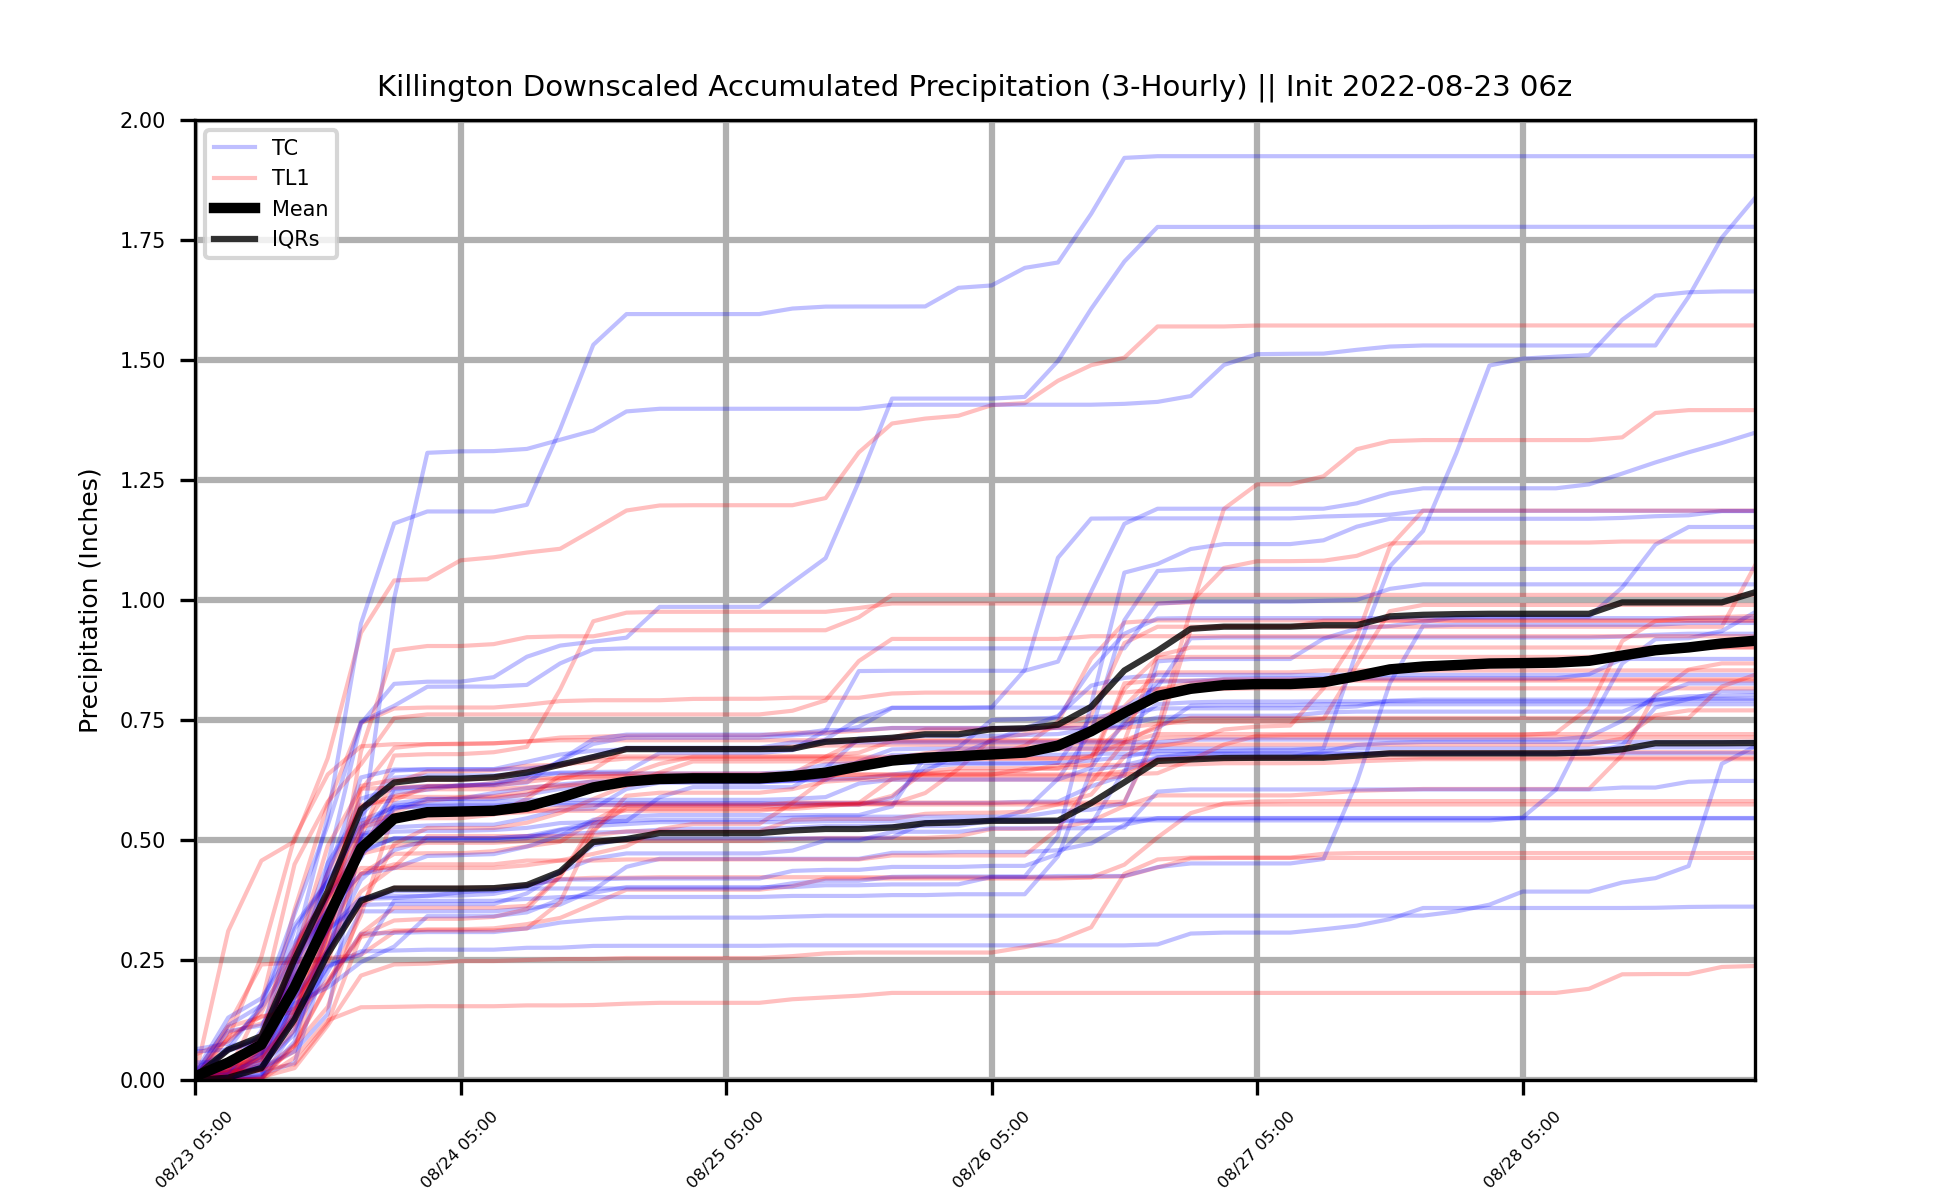 Killington Downscaled Accumulated Precipitation (3-Hourly) || Init 2022-08-23 06z
TC
TL1
Mean
IQRs
Precipitation (Inches)
2.00
1.75
1.50
1.25
1.00
0.75
0.50
0.25
0.00
08/23 05:00
08/24 05:00
08/25 05:00
08/26 05:00
08/27 05:00
08/28 05:00